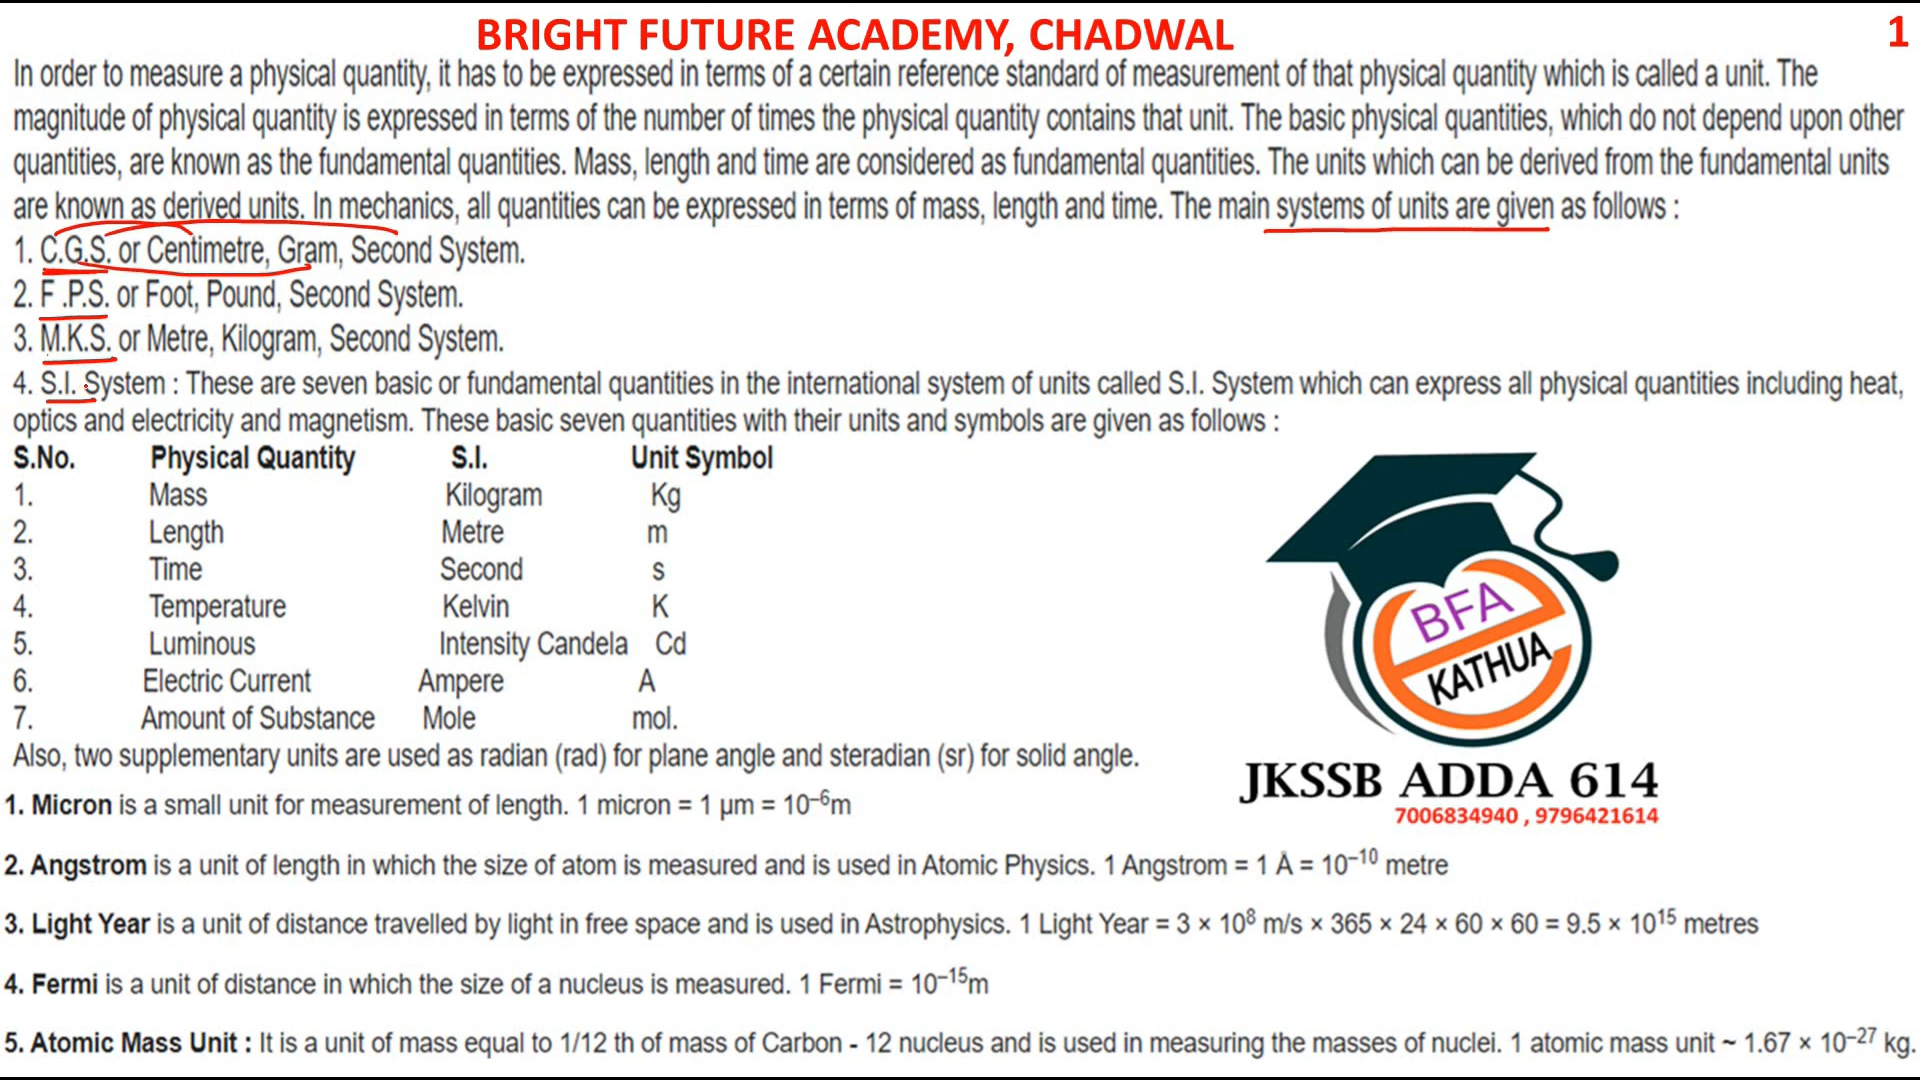 BRIGHT FUTURE ACADEMY, CHADWAL 1
In order to measure a physical quantity, it has to be expressed in terms of a certain reference standard of measurement of that physical quantity which is called a unit. The
magnitude of physical quantity is expressed in terms of the number of times the physical quantity contains that unit. The basic physical quantities, which do not depend upon other
quantities, are known as the fundamental quantities. Mass, length and time are considered as fundamental quantities. The units which can be derived from the fundamental units
are known as derived units. In mechanics, all quantities can be expressed in terms of mass, length and time. The main systems of units are given as follows :
1. C.G.S. or Centimetre, Gram, Second System.
2. F .P.S. or Foot, Pound, Second System.
3. M.K.S. or Metre, Kilogram, Second System.
4. S.I. System : These are seven basic or fundamental quantities in the international system of units called S.I. System which can express all physical quantities including heat,
optics and electricity and magnetism. These basic seven quantities with their units and symbols are given as follows :
S.No. Physical Quantity S.I. Unit Symbol
1. Mass Kilogram Kg
2. Length Metre m
3. Time Second s
4. Temperature Kelvin K
5. Luminous Intensity Candela Cd
6. Electric Current Ampere A
7. Amount of Substance Mole mol.
Also, two supplementary units are used as radian (rad) for plane angle and steradian (sr) for solid angle.
BFA
KATHUA
JKSSB ADDA 614
7006834940 , 9796421614
1. Micron is a small unit for measurement of length. 1 micron = 1 µm = 10⁻⁶m
2. Angstrom is a unit of length in which the size of atom is measured and is used in Atomic Physics. 1 Angstrom = 1 Å = 10⁻¹⁰ metre
3. Light Year is a unit of distance travelled by light in free space and is used in Astrophysics. 1 Light Year = 3 × 10⁸ m/s × 365 × 24 × 60 × 60 = 9.5 × 10¹⁵ metres
4. Fermi is a unit of distance in which the size of a nucleus is measured. 1 Fermi = 10⁻¹⁵m
5. Atomic Mass Unit : It is a unit of mass equal to 1/12 th of mass of Carbon - 12 nucleus and is used in measuring the masses of nuclei. 1 atomic mass unit ~ 1.67 × 10⁻²⁷ kg.